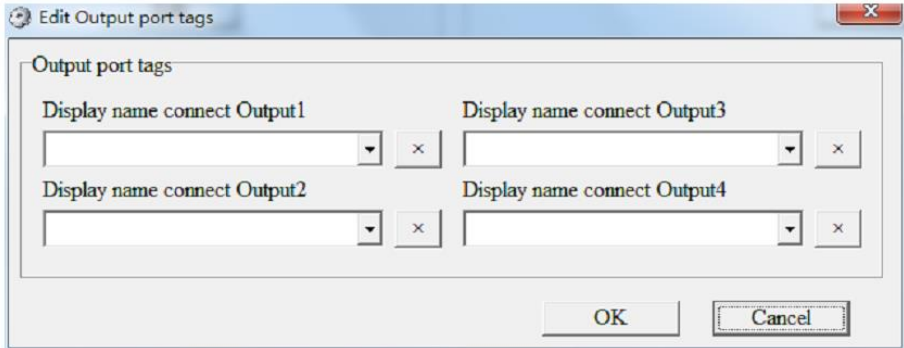 Edit Output port tags
Output port tags
Display name connect Output1
Display name connect Output3
×
×
Display name connect Output2
Display name connect Output4
×
×
OK
Cancel